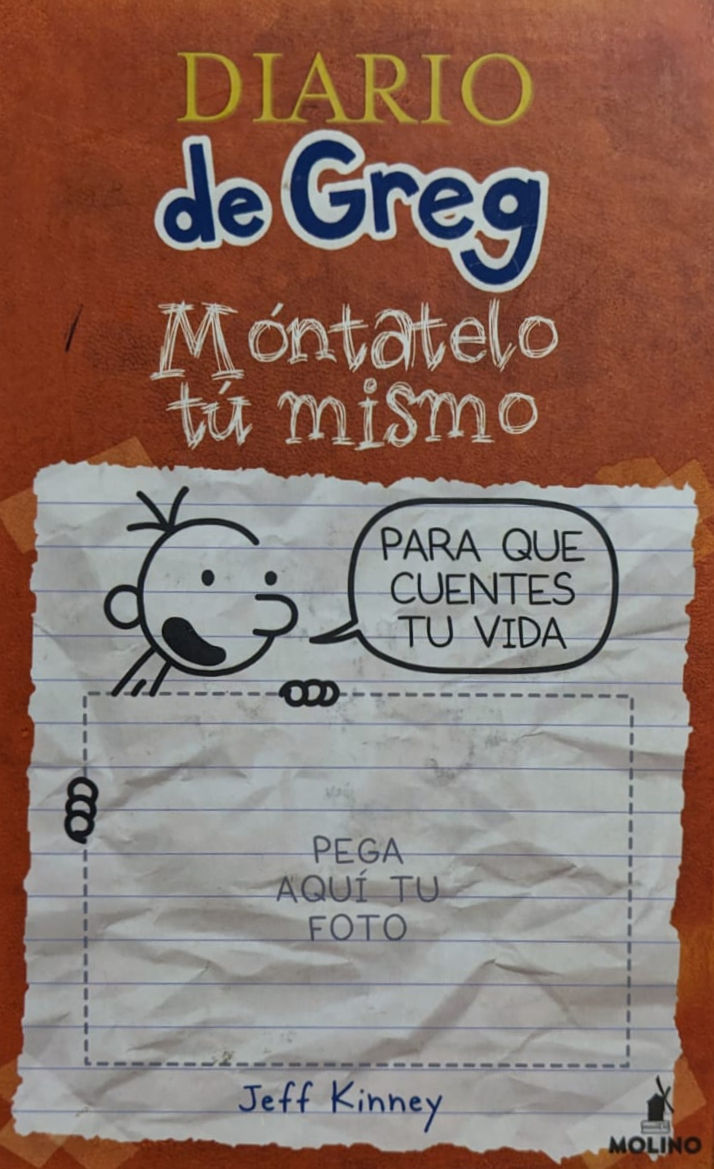 DIARIO
de Greg
Móntatelo
tú mismo
PARA QUE
CUENTES
TU VIDA
PEGA
AQUÍ TU
FOTO
Jeff Kinney
MOLINO